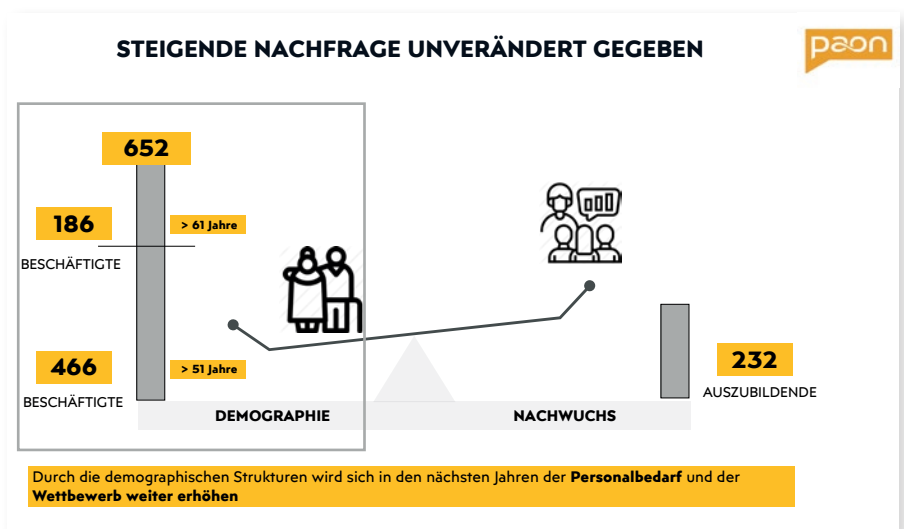 STEIGENDE NACHFRAGE UNVERÄNDERT GEGEBEN
paon
652
186
> 61 Jahre
BESCHÄFTIGTE
466
> 51 Jahre
BESCHÄFTIGTE
232
AUSZUBILDENDE
DEMOGRAPHIE
NACHWUCHS
Durch die demographischen Strukturen wird sich in den nächsten Jahren der Personalbedarf und der
Wettbewerb weiter erhöhen